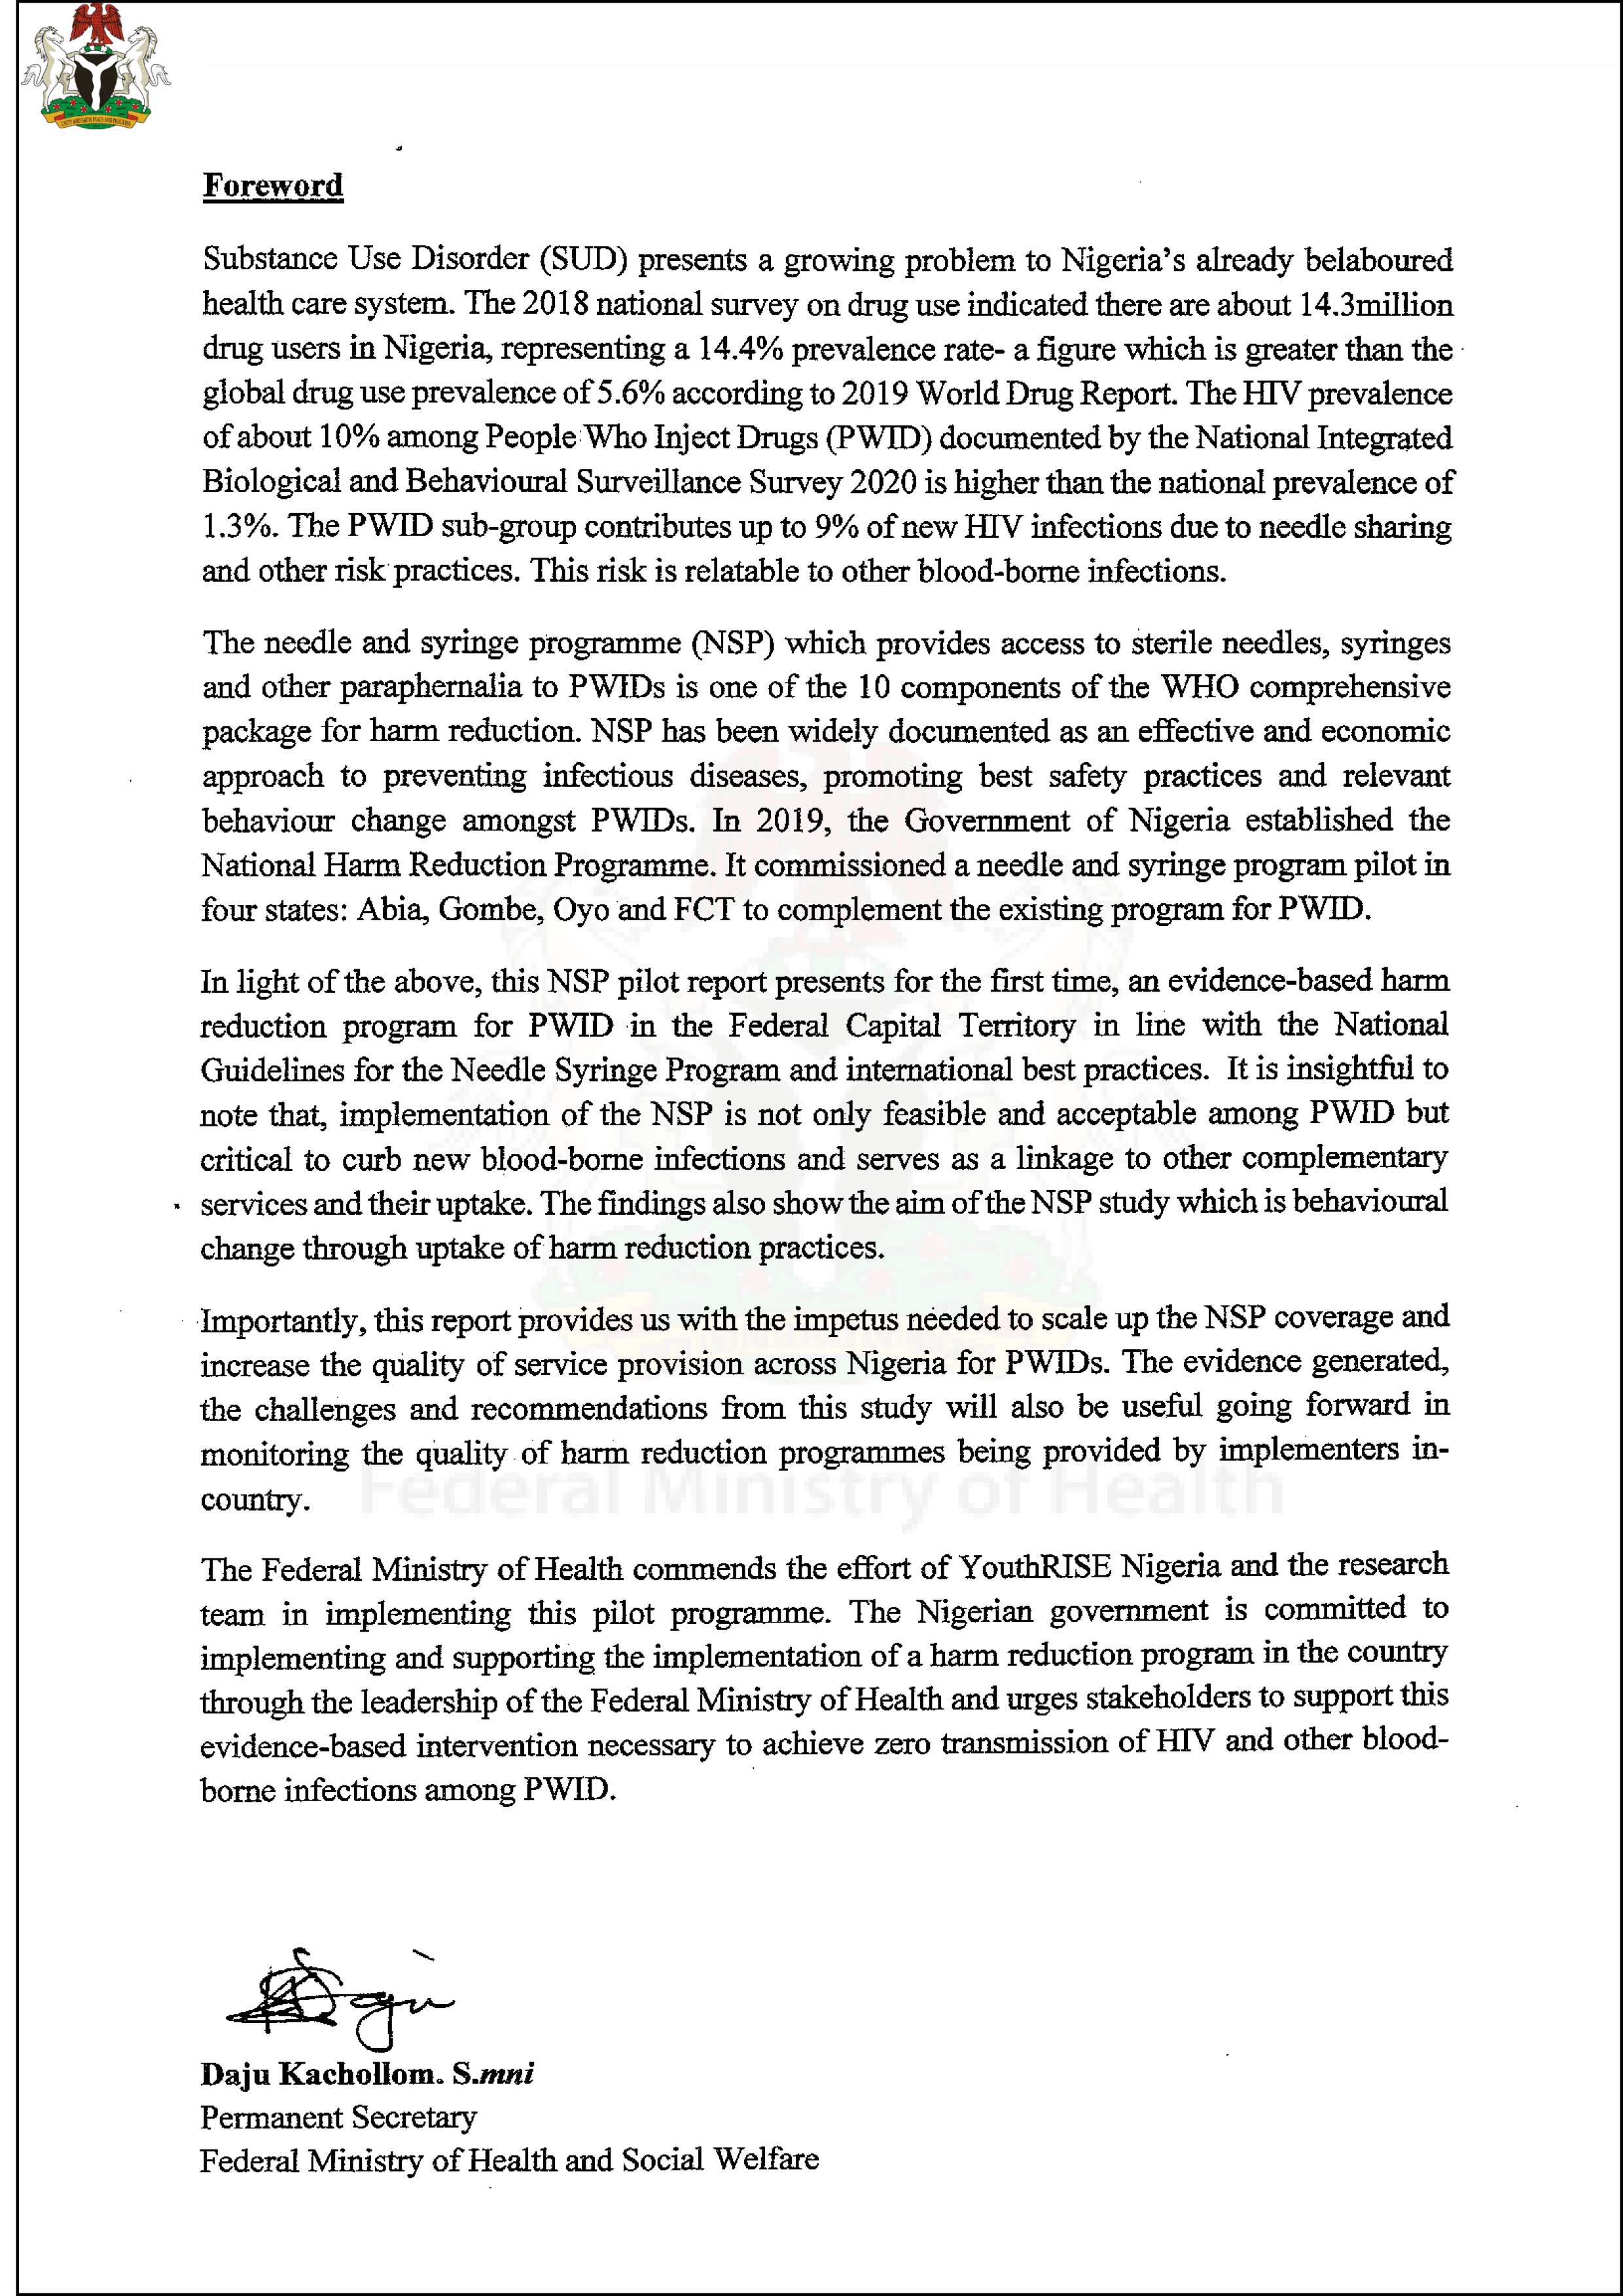 Foreword
Substance Use Disorder (SUD) presents a growing problem to Nigeria's already belaboured
health care system. The 2018 national survey on drug use indicated there are about 14.3million
drug users in Nigeria, representing a 14.4% prevalence rate- a figure which is greater than the
global drug use prevalence of 5.6% according to 2019 World Drug Report. The HIV prevalence
of about 10% among People Who Inject Drugs (PWID) documented by the National Integrated
Biological and Behavioural Surveillance Survey 2020 is higher than the national prevalence of
1.3%. The PWID sub-group contributes up to 9% of new HIV infections due to needle sharing
and other risk practices. This risk is relatable to other blood-borne infections.
The needle and syringe programme (NSP) which provides access to sterile needles, syringes
and other paraphernalia to PWIDs is one of the 10 components of the WHO comprehensive
package for harm reduction. NSP has been widely documented as an effective and economic
approach to preventing infectious diseases, promoting best safety practices and relevant
behaviour change amongst PWIDs. In 2019, the Government of Nigeria established the
National Harm Reduction Programme. It commissioned a needle and syringe program pilot in
four states: Abia, Gombe, Oyo and FCT to complement the existing program for PWID.
In light of the above, this NSP pilot report presents for the first time, an evidence-based harm
reduction program for PWID in the Federal Capital Territory in line with the National
Guidelines for the Needle Syringe Program and international best practices. It is insightful to
note that, implementation of the NSP is not only feasible and acceptable among PWID but
critical to curb new blood-borne infections and serves as a linkage to other complementary
services and their uptake. The findings also show the aim of the NSP study which is behavioural
change through uptake of harm reduction practices.
Importantly, this report provides us with the impetus needed to scale up the NSP coverage and
increase the quality of service provision across Nigeria for PWIDs. The evidence generated,
the challenges and recommendations from this study will also be useful going forward in
monitoring the quality of harm reduction programmes being provided by implementers in-
country.
Federal Ministry of Health
The Federal Ministry of Health commends the effort of YouthRISE Nigeria and the research
team in implementing this pilot programme. The Nigerian government is committed to
implementing and supporting the implementation of a harm reduction program in the country
through the leadership of the Federal Ministry of Health and urges stakeholders to support this
evidence-based intervention necessary to achieve zero transmission of HIV and other blood-
borne infections among PWID.
Daju Kachollom. S.mni
Permanent Secretary
Federal Ministry of Health and Social Welfare